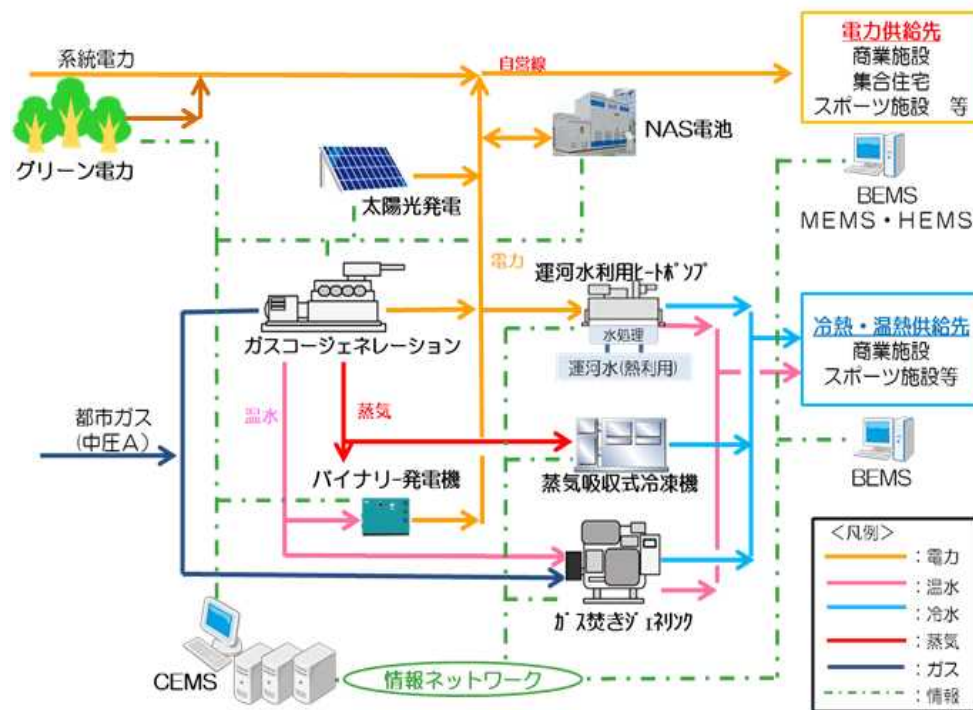 系統電力
自営線
電力供給先
商業施設
集合住宅
スポーツ施設　等
グリーン電力
太陽光発電
NAS電池
BEMS
MEMS・HEMS
電力
運河水利用ﾋｰﾄﾎﾟﾝﾌﾟ
水処理
運河水(熱利用)
ガスコージェネレーション
冷熱・温熱供給先
商業施設
スポーツ施設等
都市ガス
(中圧A)
温水
蒸気
バイナリー発電機
蒸気吸収式冷凍機
BEMS
ｶﾞｽ焚きｼﾞｪﾈﾘﾝｸ
CEMS
情報ネットワーク
＜凡例＞
：電力
：温水
：冷水
：蒸気
：ガス
：情報